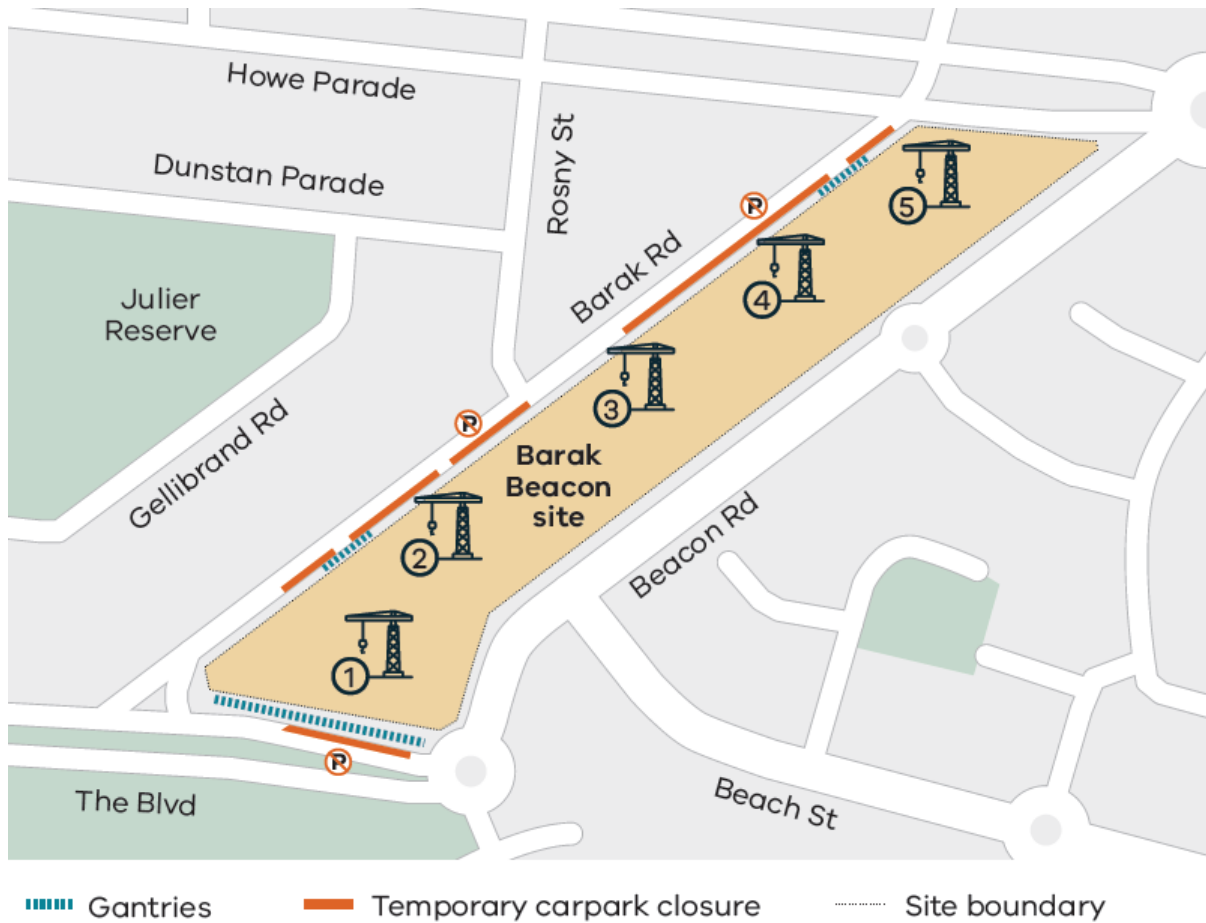 Howe Parade
Dunstan Parade
Rosny St
Julier
Reserve
Barak Rd
Gellibrand Rd
P
5
4
3
P
Barak
Beacon
site
2
1
Beacon Rd
P
The Blvd
Beach St
Gantries
Temporary carpark closure
Site boundary